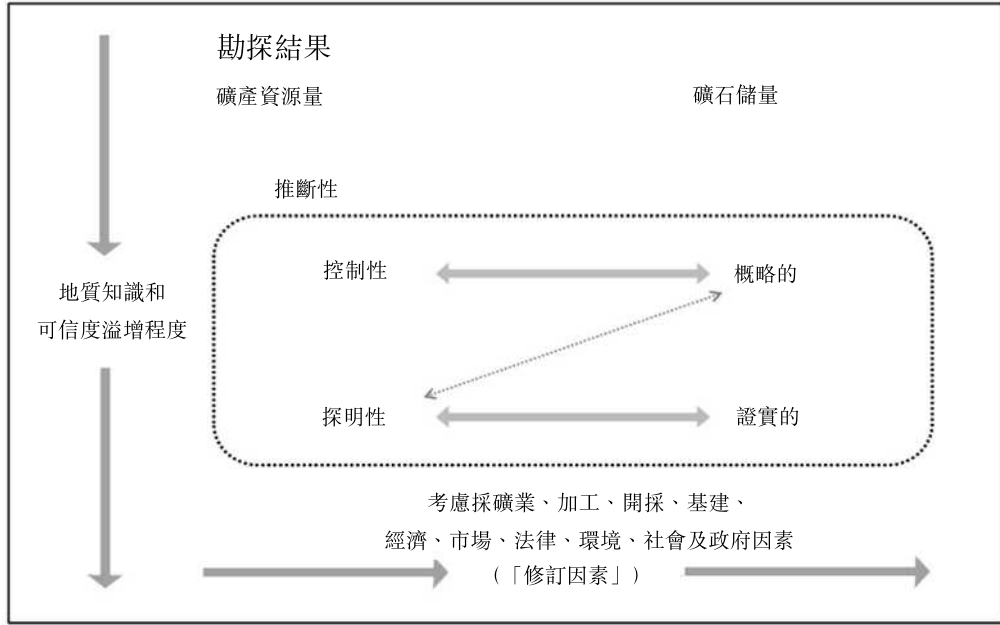 勘探結果
礦產資源量
礦石儲量
推斷性
控制性
概略的
地質知識和
可信度溢增程度
探明性
證實的
考慮採礦業、加工、開採、基建、
經濟、市場、法律、環境、社會及政府因素
(「修訂因素」)